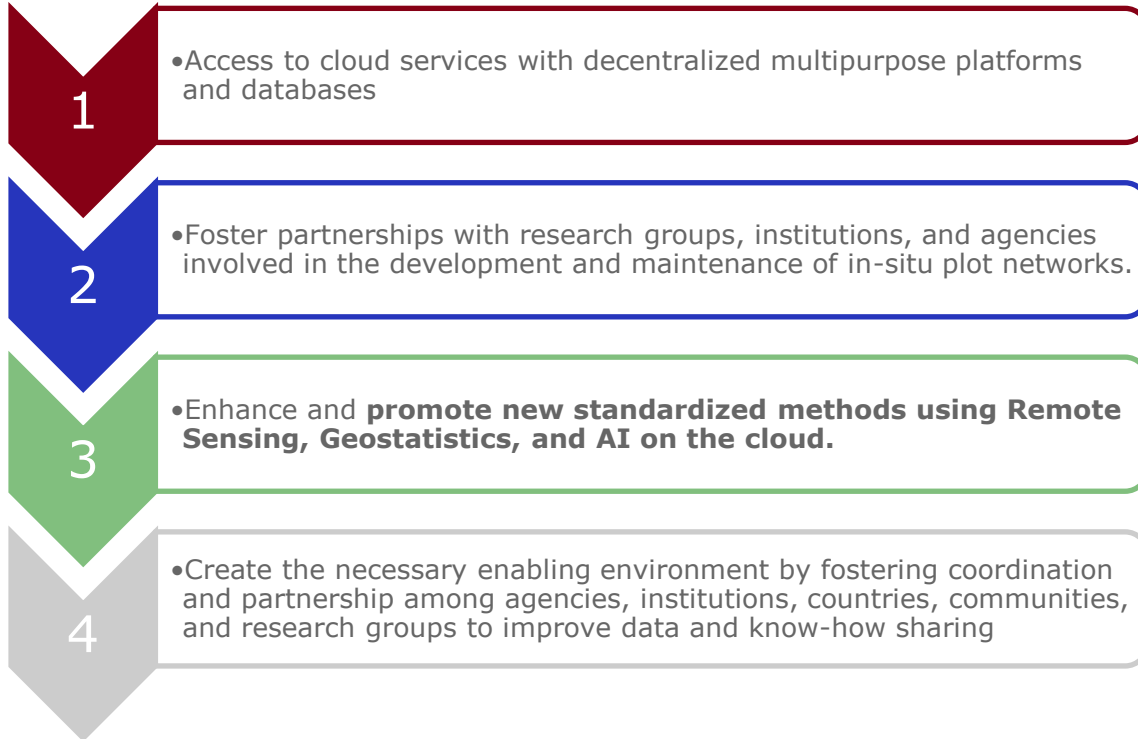 1
•Access to cloud services with decentralized multipurpose platforms
and databases
2
•Foster partnerships with research groups, institutions, and agencies
involved in the development and maintenance of in-situ plot networks.
3
•Enhance and promote new standardized methods using Remote
Sensing, Geostatistics, and AI on the cloud.
4
•Create the necessary enabling environment by fostering coordination
and partnership among agencies, institutions, countries, communities,
and research groups to improve data and know-how sharing